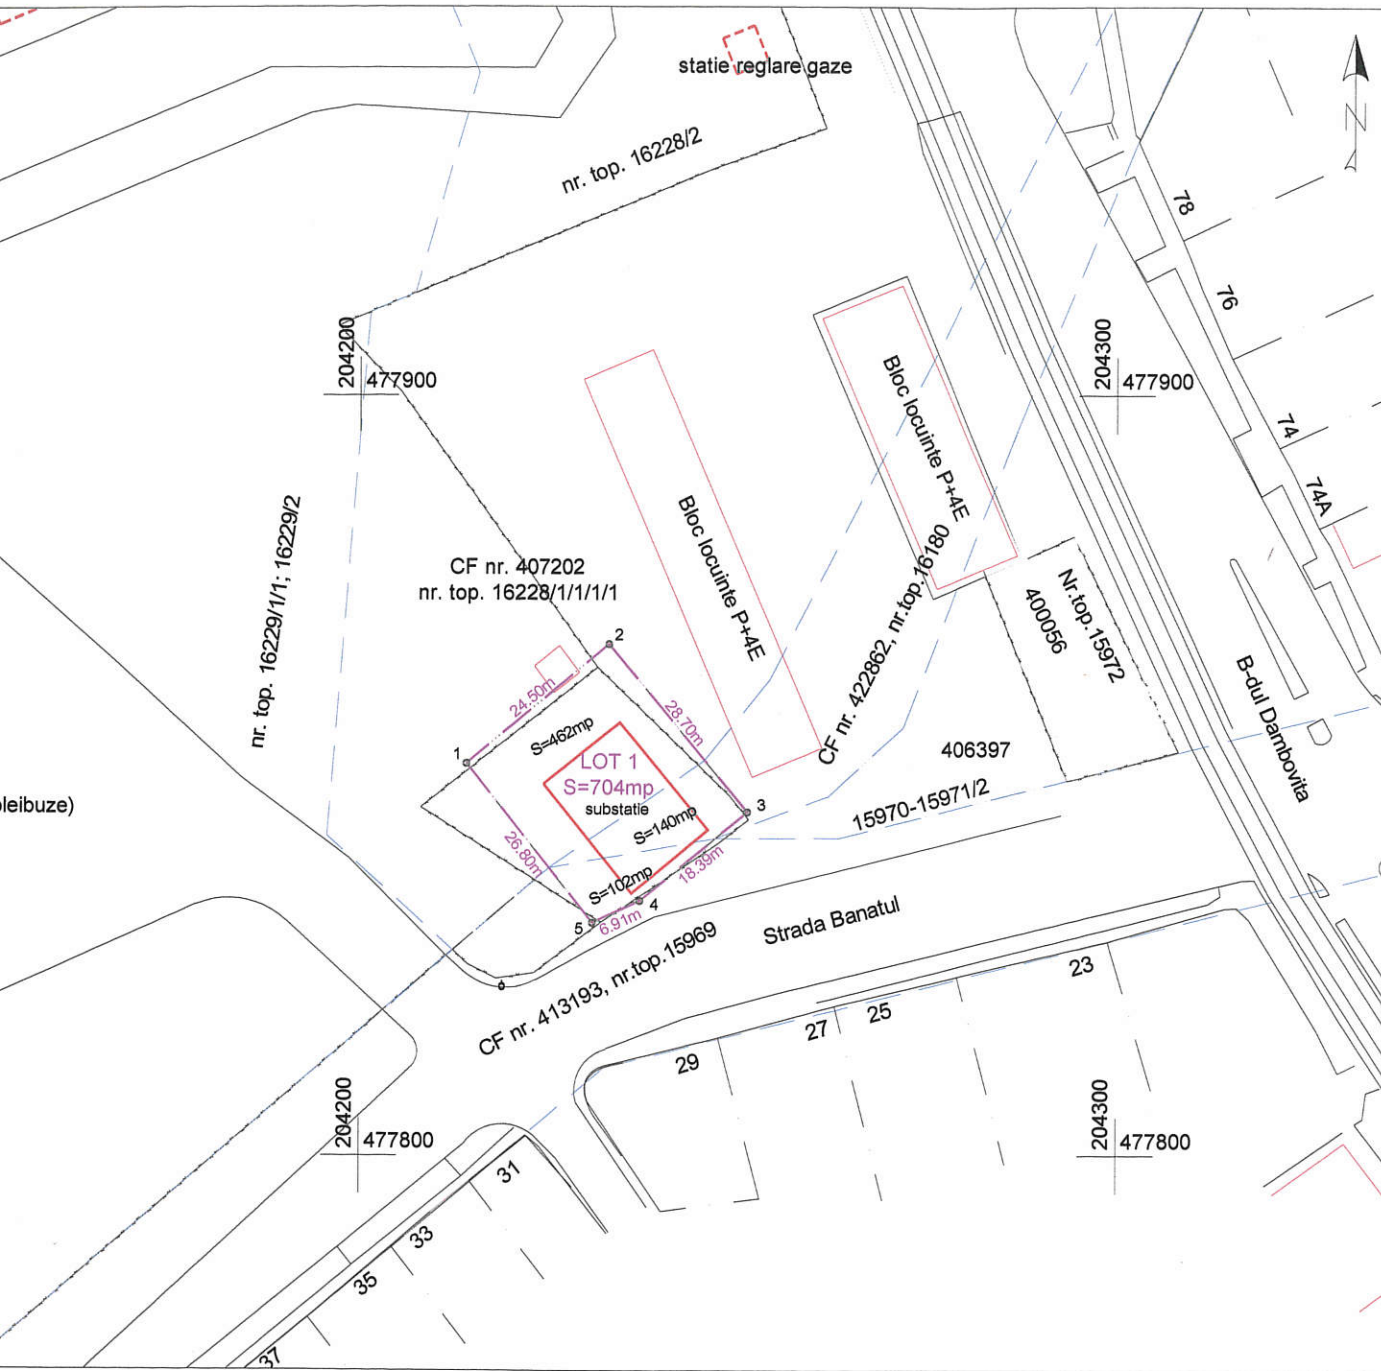 statie reglare gaze
N
nr. top. 16228/2
78
76
74
74A
204200
477900
204300
477900
Bloc locuinte P+4E
Bloc locuinte P+4E
nr. top. 16229/1/1; 16229/2
CF nr. 407202
nr. top. 16228/1/1/1/1
CF nr. 422862, nr.top.16180
Nr.top.15972
400056
B-dul Dambovita
2
24.50m
28.70m
1
S=462mp
LOT 1
S=704mp
substatie
S=140mp
3
406397
15970-15971/2
26.80m
18.39m
S=102mp
4
5
6.91m
Strada Banatul
CF nr. 413193, nr.top.15969
23
25
27
29
204200
477800
204300
477800
31
33
35
37